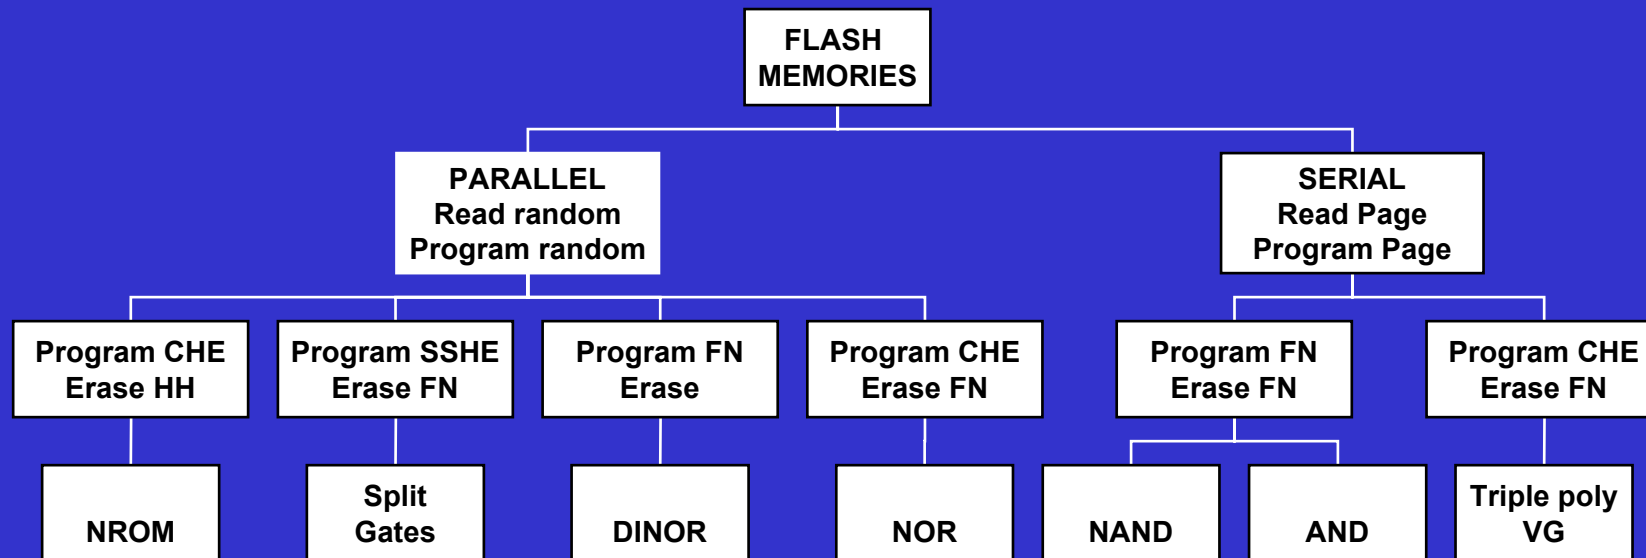 FLASH
MEMORIES
PARALLEL
Read random
Program random
SERIAL
Read Page
Program Page
Program CHE
Erase HH
Program SSHE
Erase FN
Program FN
Erase
Program CHE
Erase FN
Program FN
Erase FN
Program CHE
Erase FN
NROM
Split
Gates
DINOR
NOR
NAND
AND
Triple poly
VG